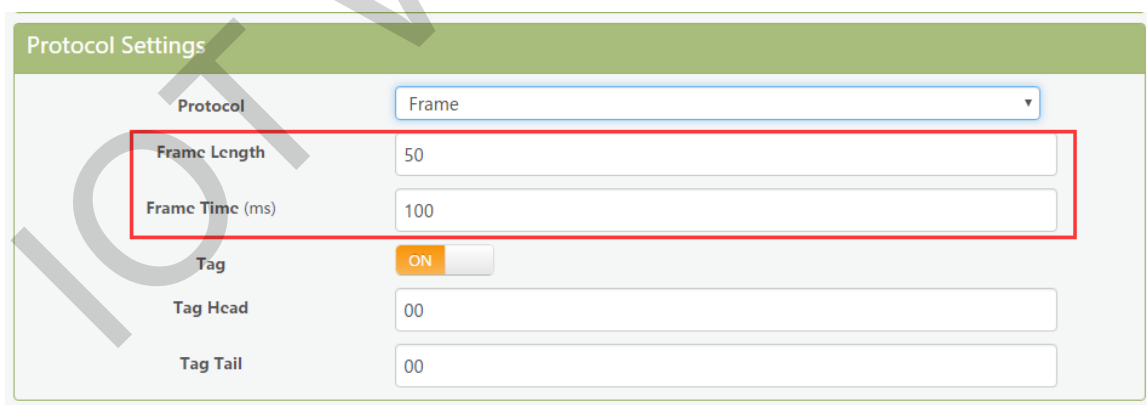 Protocol Settings
Protocol Frame
Frame Length 50
Frame Time (ms) 100
Tag ON
Tag Head 00
Tag Tail 00
IOT